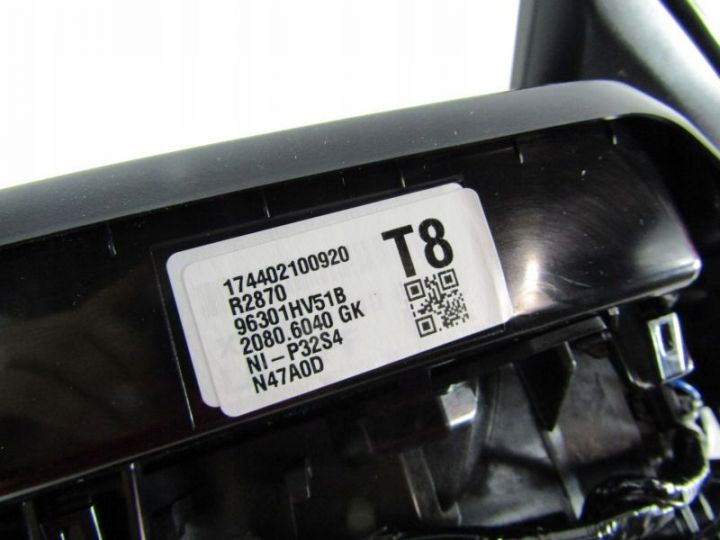 174402100920
R2870
96301HV51B
2080.6040 GK
NI-P32S4
N47A0D
T8